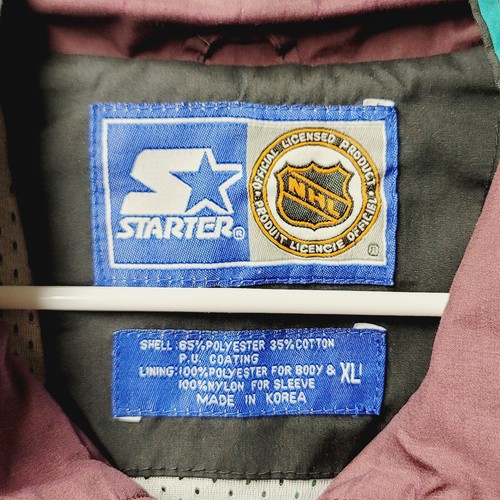 STARTER®
OFFICIAL LICENSED PRODUCT
NHL
PRODUIT LICENCIE OFFICIEL
SHELL: 65%POLYESTER 35%COTTON
P.U. COATING
LINING: 100%POLYESTER FOR BODY & XL
100%NYLON FOR SLEEVE
MADE IN KOREA